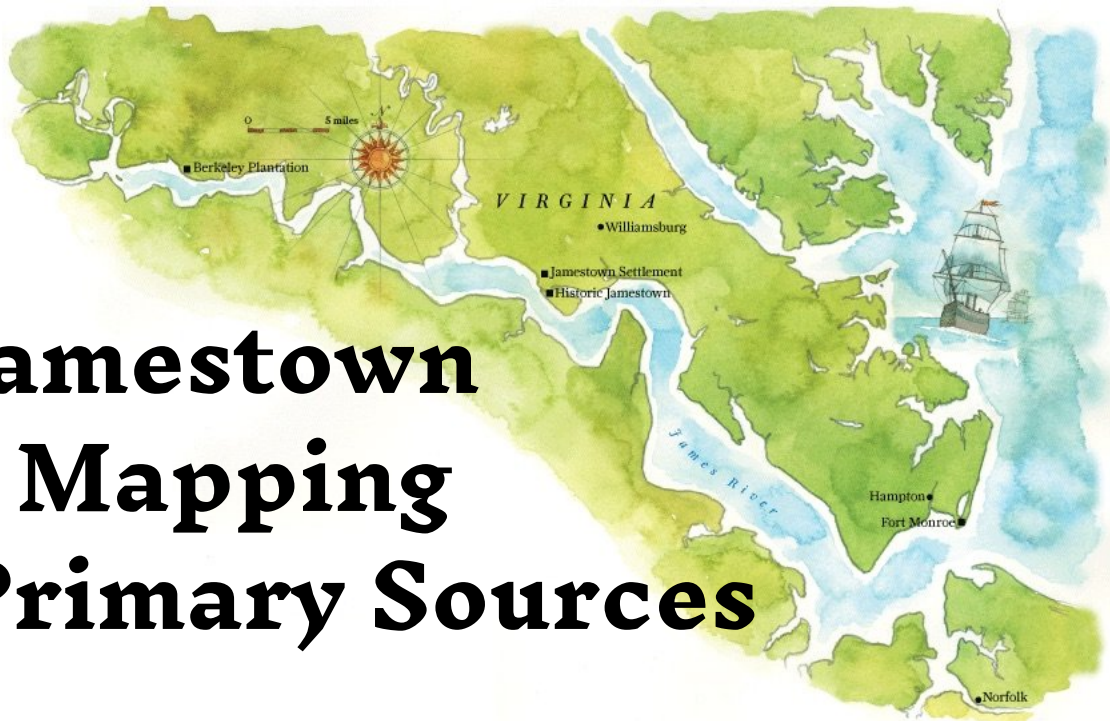 0 5 miles
Berkeley Plantation
VIRGINIA
Williamsburg
Jamestown Settlement
Historic Jamestown
amestown
Mapping
Primary Sources
James River
Hampton
Fort Monroe
Norfolk